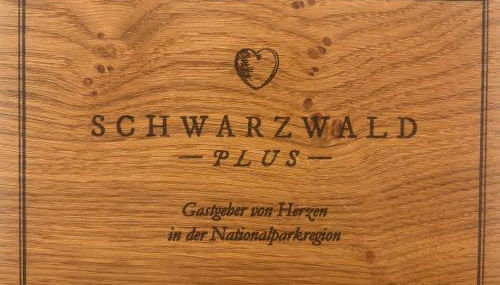 SCHWARZWALD
— PLUS —
Gastgeber von Herzen
in der Nationalparkregion